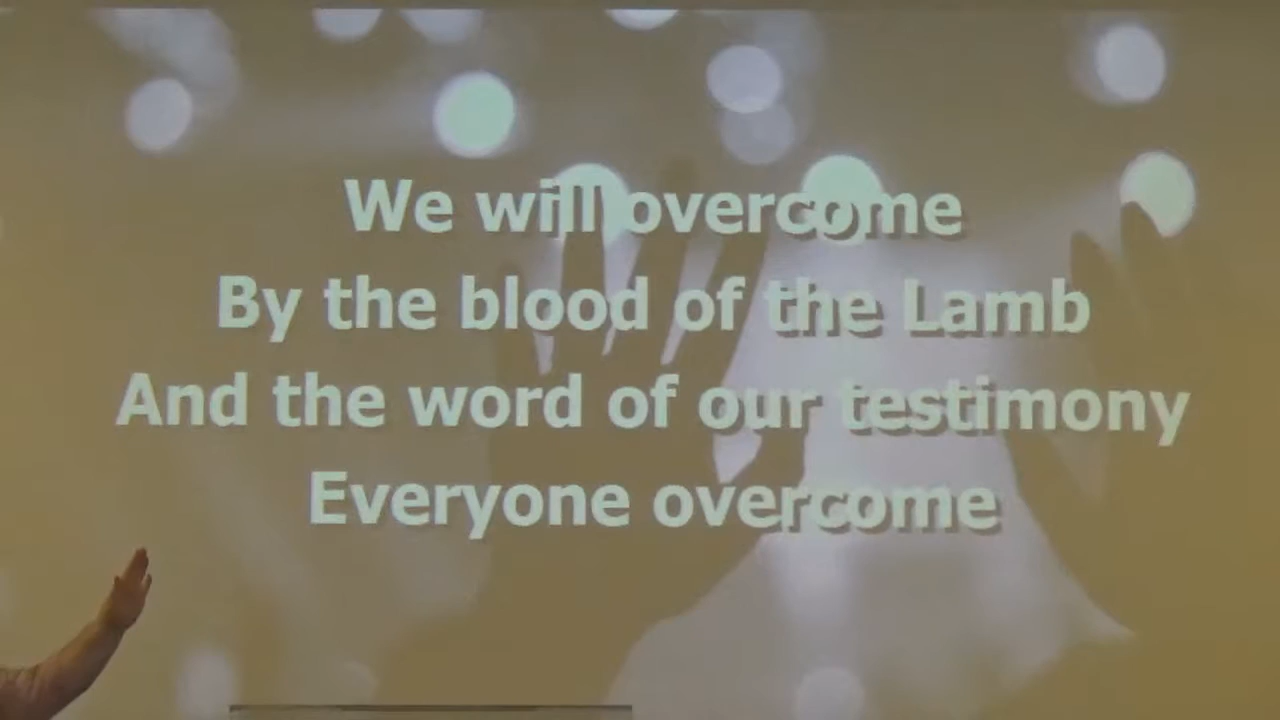 We will overcome
By the blood of the Lamb
And the word of our testimony
Everyone overcome